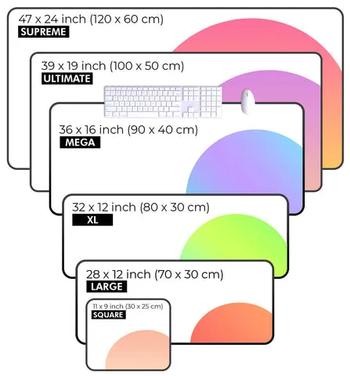 47 x 24 inch (120 x 60 cm)
SUPREME
39 x 19 inch (100 x 50 cm)
ULTIMATE
36 x 16 inch (90 x 40 cm)
MEGA
32 x 12 inch (80 x 30 cm)
XL
28 x 12 inch (70 x 30 cm)
LARGE
11 x 9 inch (30 x 25 cm)
SQUARE